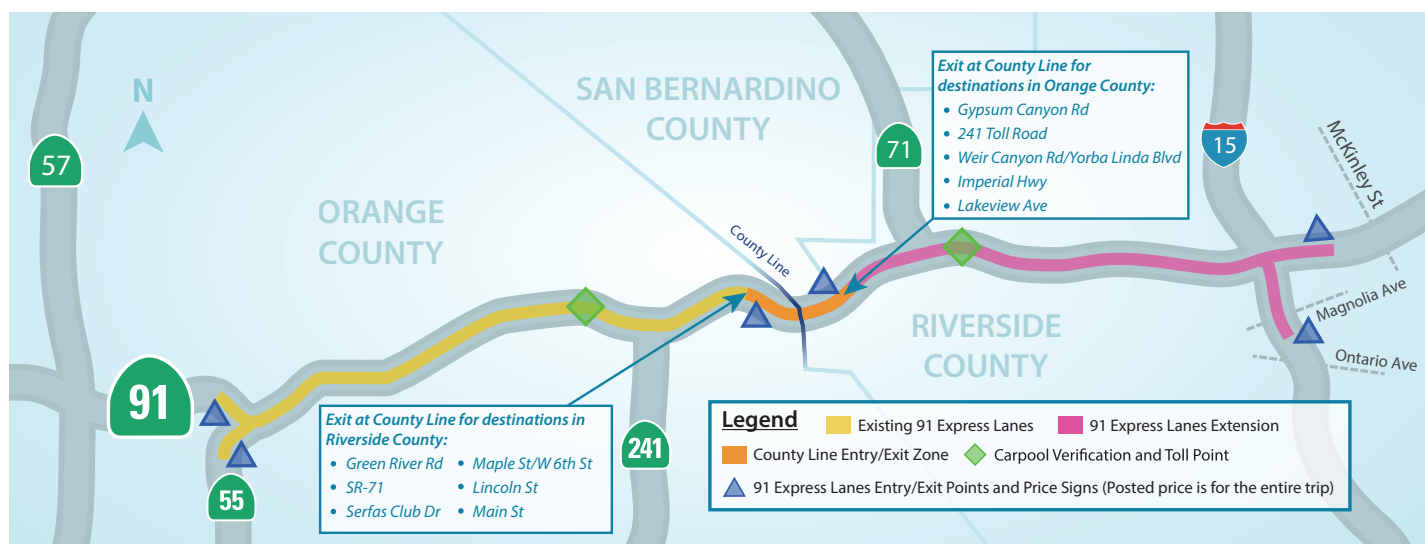 N
57
SAN BERNARDINO
COUNTY
71
Exit at County Line for
destinations in Orange County:
• Gypsum Canyon Rd
• 241 Toll Road
• Weir Canyon Rd/Yorba Linda Blvd
• Imperial Hwy
• Lakeview Ave
15
McKinley St
ORANGE
COUNTY
County Line
RIVERSIDE
COUNTY
Magnolia Ave
Ontario Ave
91
55
241
Exit at County Line for destinations in
Riverside County:
• Green River Rd
• SR-71
• Serfas Club Dr
• Maple St/W 6th St
• Lincoln St
• Main St
Legend
Existing 91 Express Lanes
91 Express Lanes Extension
County Line Entry/Exit Zone
Carpool Verification and Toll Point
91 Express Lanes Entry/Exit Points and Price Signs (Posted price is for the entire trip)